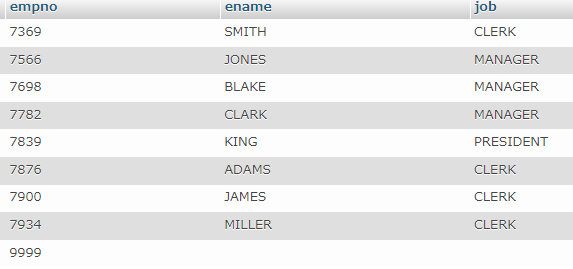 empno ename job
7369 SMITH CLERK
7566 JONES MANAGER
7698 BLAKE MANAGER
7782 CLARK MANAGER
7839 KING PRESIDENT
7876 ADAMS CLERK
7900 JAMES CLERK
7934 MILLER CLERK
9999